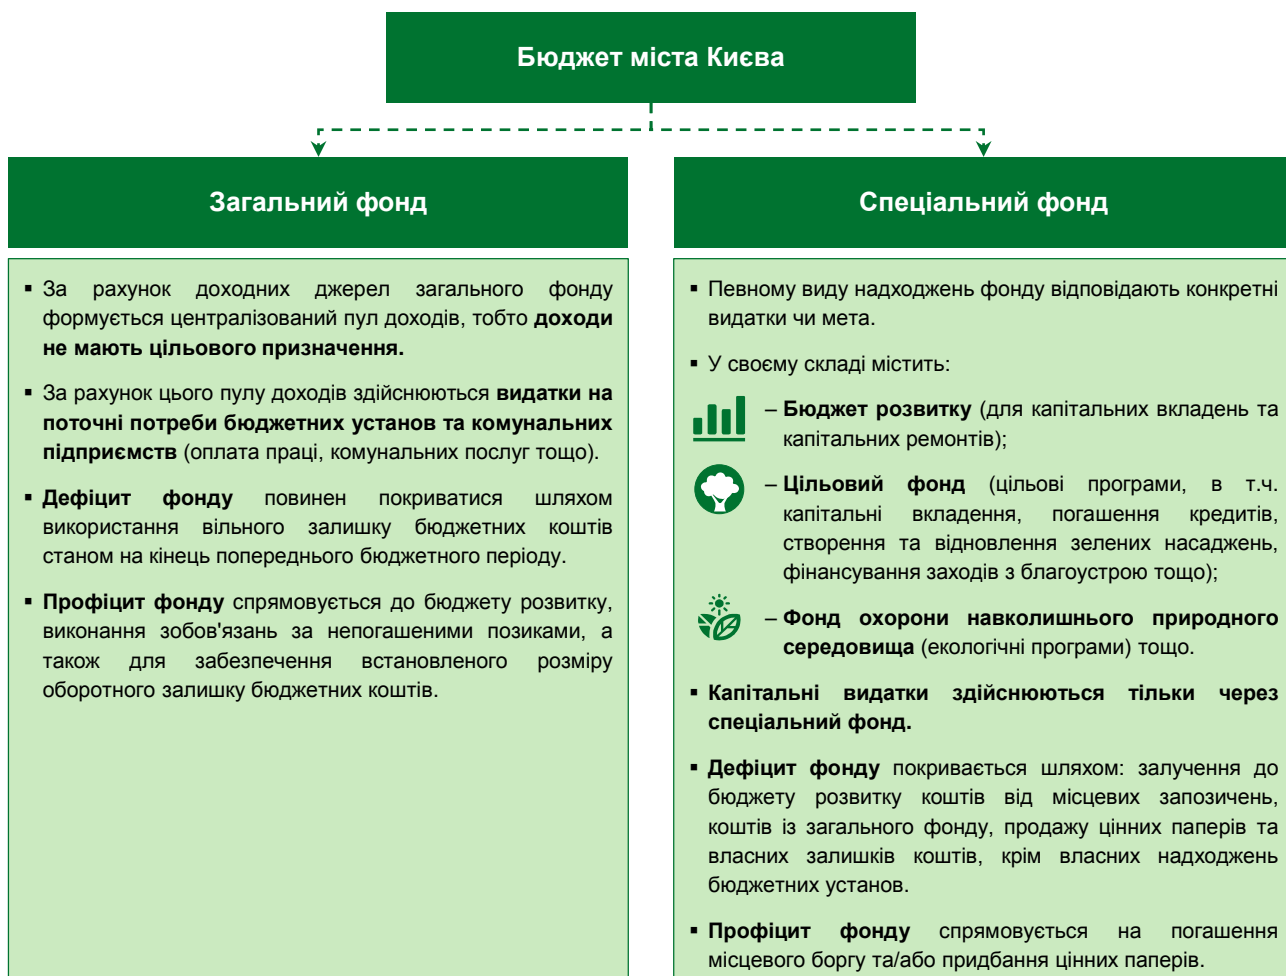 Бюджет міста Києва
Загальний фонд
▪ За рахунок доходних джерел загального фонду
формується централізований пул доходів, тобто доходи
не мають цільового призначення.
▪ За рахунок цього пулу доходів здійснюються видатки на
поточні потреби бюджетних установ та комунальних
підприємств (оплата праці, комунальних послуг тощо).
▪ Дефіцит фонду повинен покриватися шляхом
використання вільного залишку бюджетних коштів
станом на кінець попереднього бюджетного періоду.
▪ Профіцит фонду спрямовується до бюджету розвитку,
виконання зобов'язань за непогашеними позиками, а
також для забезпечення встановленого розміру
оборотного залишку бюджетних коштів.
Спеціальний фонд
▪ Певному виду надходжень фонду відповідають конкретні
видатки чи мета.
▪ У своєму складі містить:
– Бюджет розвитку (для капітальних вкладень та
капітальних ремонтів);
– Цільовий фонд (цільові програми, в т.ч.
капітальні вкладення, погашення кредитів,
створення та відновлення зелених насаджень,
фінансування заходів з благоустрою тощо);
– Фонд охорони навколишнього природного
середовища (екологічні програми) тощо.
▪ Капітальні видатки здійснюються тільки через
спеціальний фонд.
▪ Дефіцит фонду покривається шляхом: залучення до
бюджету розвитку коштів від місцевих запозичень,
коштів із загального фонду, продажу цінних паперів та
власних залишків коштів, крім власних надходжень
бюджетних установ.
▪ Профіцит фонду спрямовується на погашення
місцевого боргу та/або придбання цінних паперів.